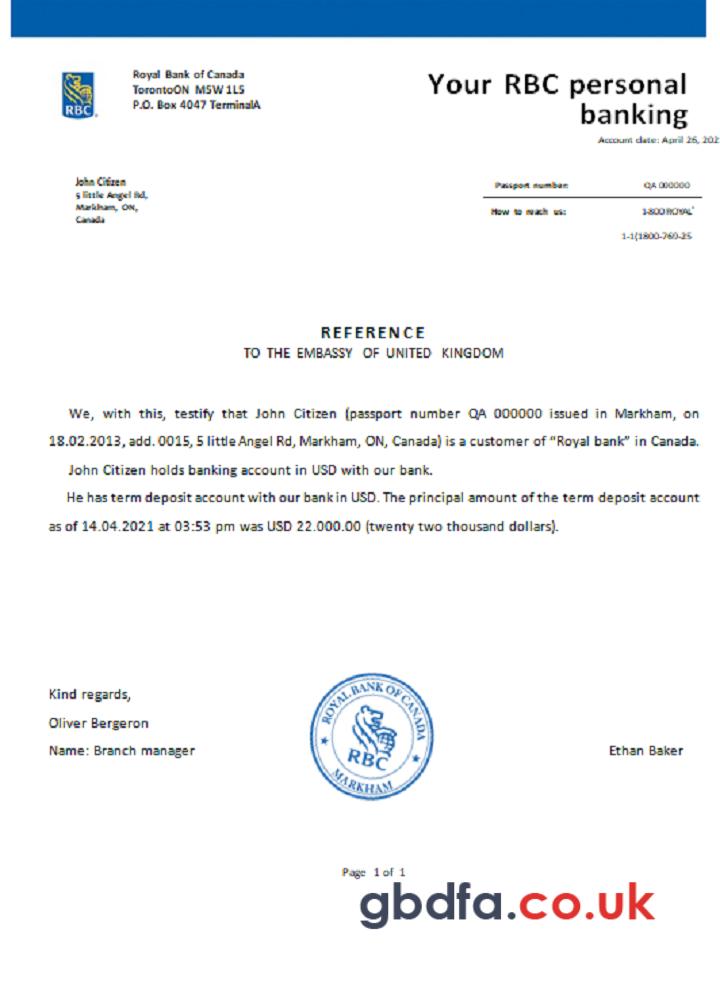 Royal Bank of Canada
TorontoON M5W 1L5
P.O. Box 4047 TerminalA
RBC
Your RBC personal
banking
Account date: April 26, 202
John Citizen
5 little Angel Rd,
Markham, ON,
Canada
Passport number: QA 000000
How to reach us: 1-800 ROYAL
1-1(1800-769-25
REFERENCE
TO THE EMBASSY OF UNITED KINGDOM
We, with this, testify that John Citizen (passport number QA 000000 issued in Markham, on
18.02.2013, add. 0015, 5 little Angel Rd, Markham, ON, Canada) is a customer of “Royal bank” in Canada.
John Citizen holds banking account in USD with our bank.
He has term deposit account with our bank in USD. The principal amount of the term deposit account
as of 14.04.2021 at 03:53 pm was USD 22.000.00 (twenty two thousand dollars).
Kind regards,
Oliver Bergeron
Name: Branch manager
ROYAL BANK OF CANADA
RBC
MARKHAM
Ethan Baker
Page 1 of 1
gbdfa.co.uk